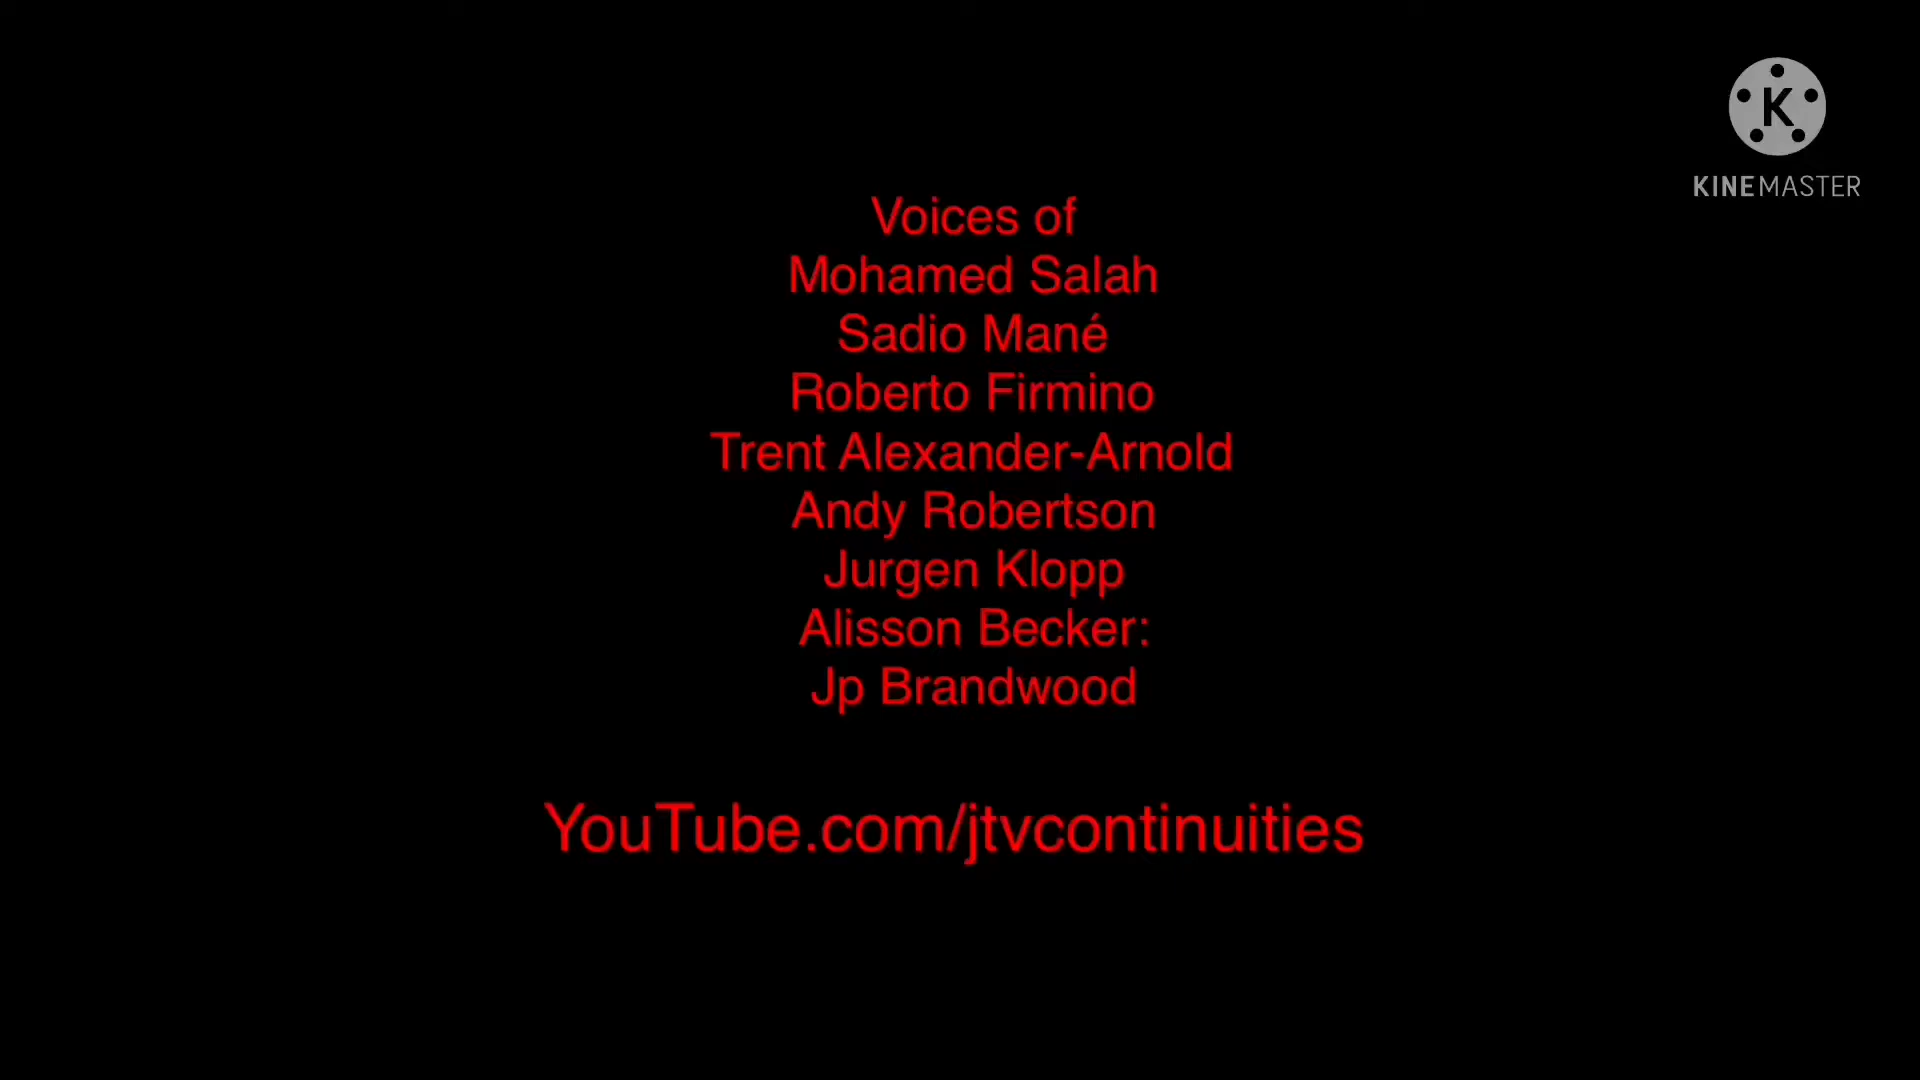 K
KINEMASTER
Voices of
Mohamed Salah
Sadio Mané
Roberto Firmino
Trent Alexander-Arnold
Andy Robertson
Jurgen Klopp
Alisson Becker:
Jp Brandwood
YouTube.com/jtvcontinuities